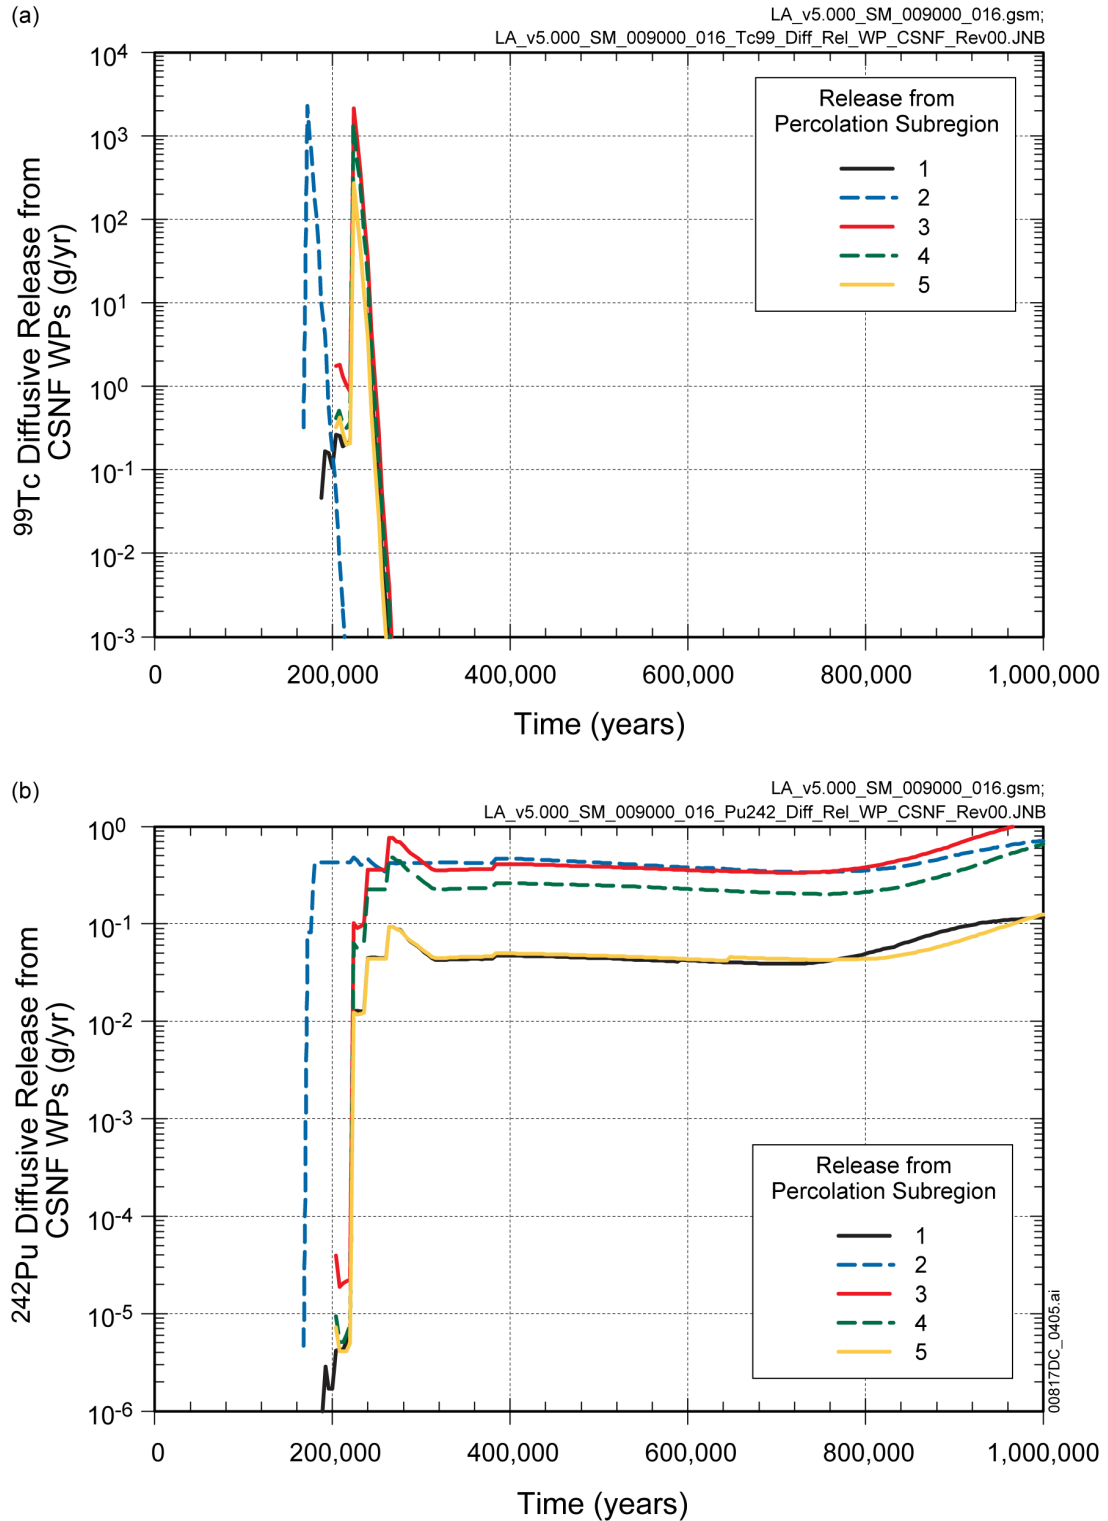 (a)
LA_v5.000_SM_009000_016.gsm;
LA_v5.000_SM_009000_016_Tc99_Diff_Rel_WP_CSNF_Rev00.JNB
99Tc Diffusive Release from
CSNF WPs (g/yr)
10^4
10^3
10^2
10^1
10^0
10^-1
10^-2
10^-3
Release from
Percolation Subregion
1
2
3
4
5
0 200,000 400,000 600,000 800,000 1,000,000
Time (years)
(b)
LA_v5.000_SM_009000_016.gsm;
LA_v5.000_SM_009000_016_Pu242_Diff_Rel_WP_CSNF_Rev00.JNB
242Pu Diffusive Release from
CSNF WPs (g/yr)
10^0
10^-1
10^-2
10^-3
10^-4
10^-5
10^-6
Release from
Percolation Subregion
1
2
3
4
5
00817DC_0405.ai
0 200,000 400,000 600,000 800,000 1,000,000
Time (years)